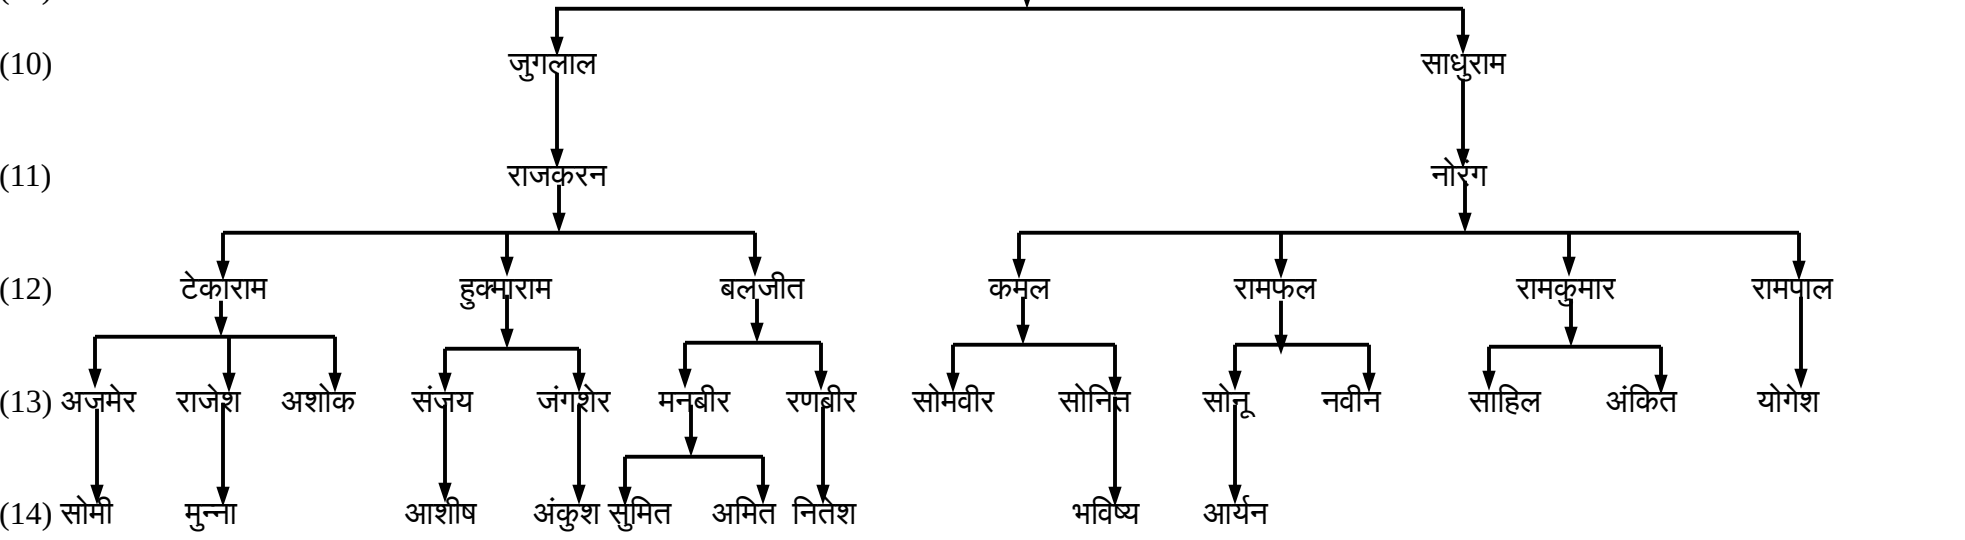 (10) जुगलाल साधुराम
(11) राजकरन नोरंग
(12) टेकाराम हुक्माराम बलजीत कमल रामफल रामकुमार रामपाल
(13) अजमेर राजेश अशोक संजय जंगशेर मनबीर रणबीर सोमवीर सोनित सोनू नवीन साहिल अंकित योगेश
(14) सोमी मुन्ना आशीष अंकुश सुमित अमित नितेश भविष्य आर्यन